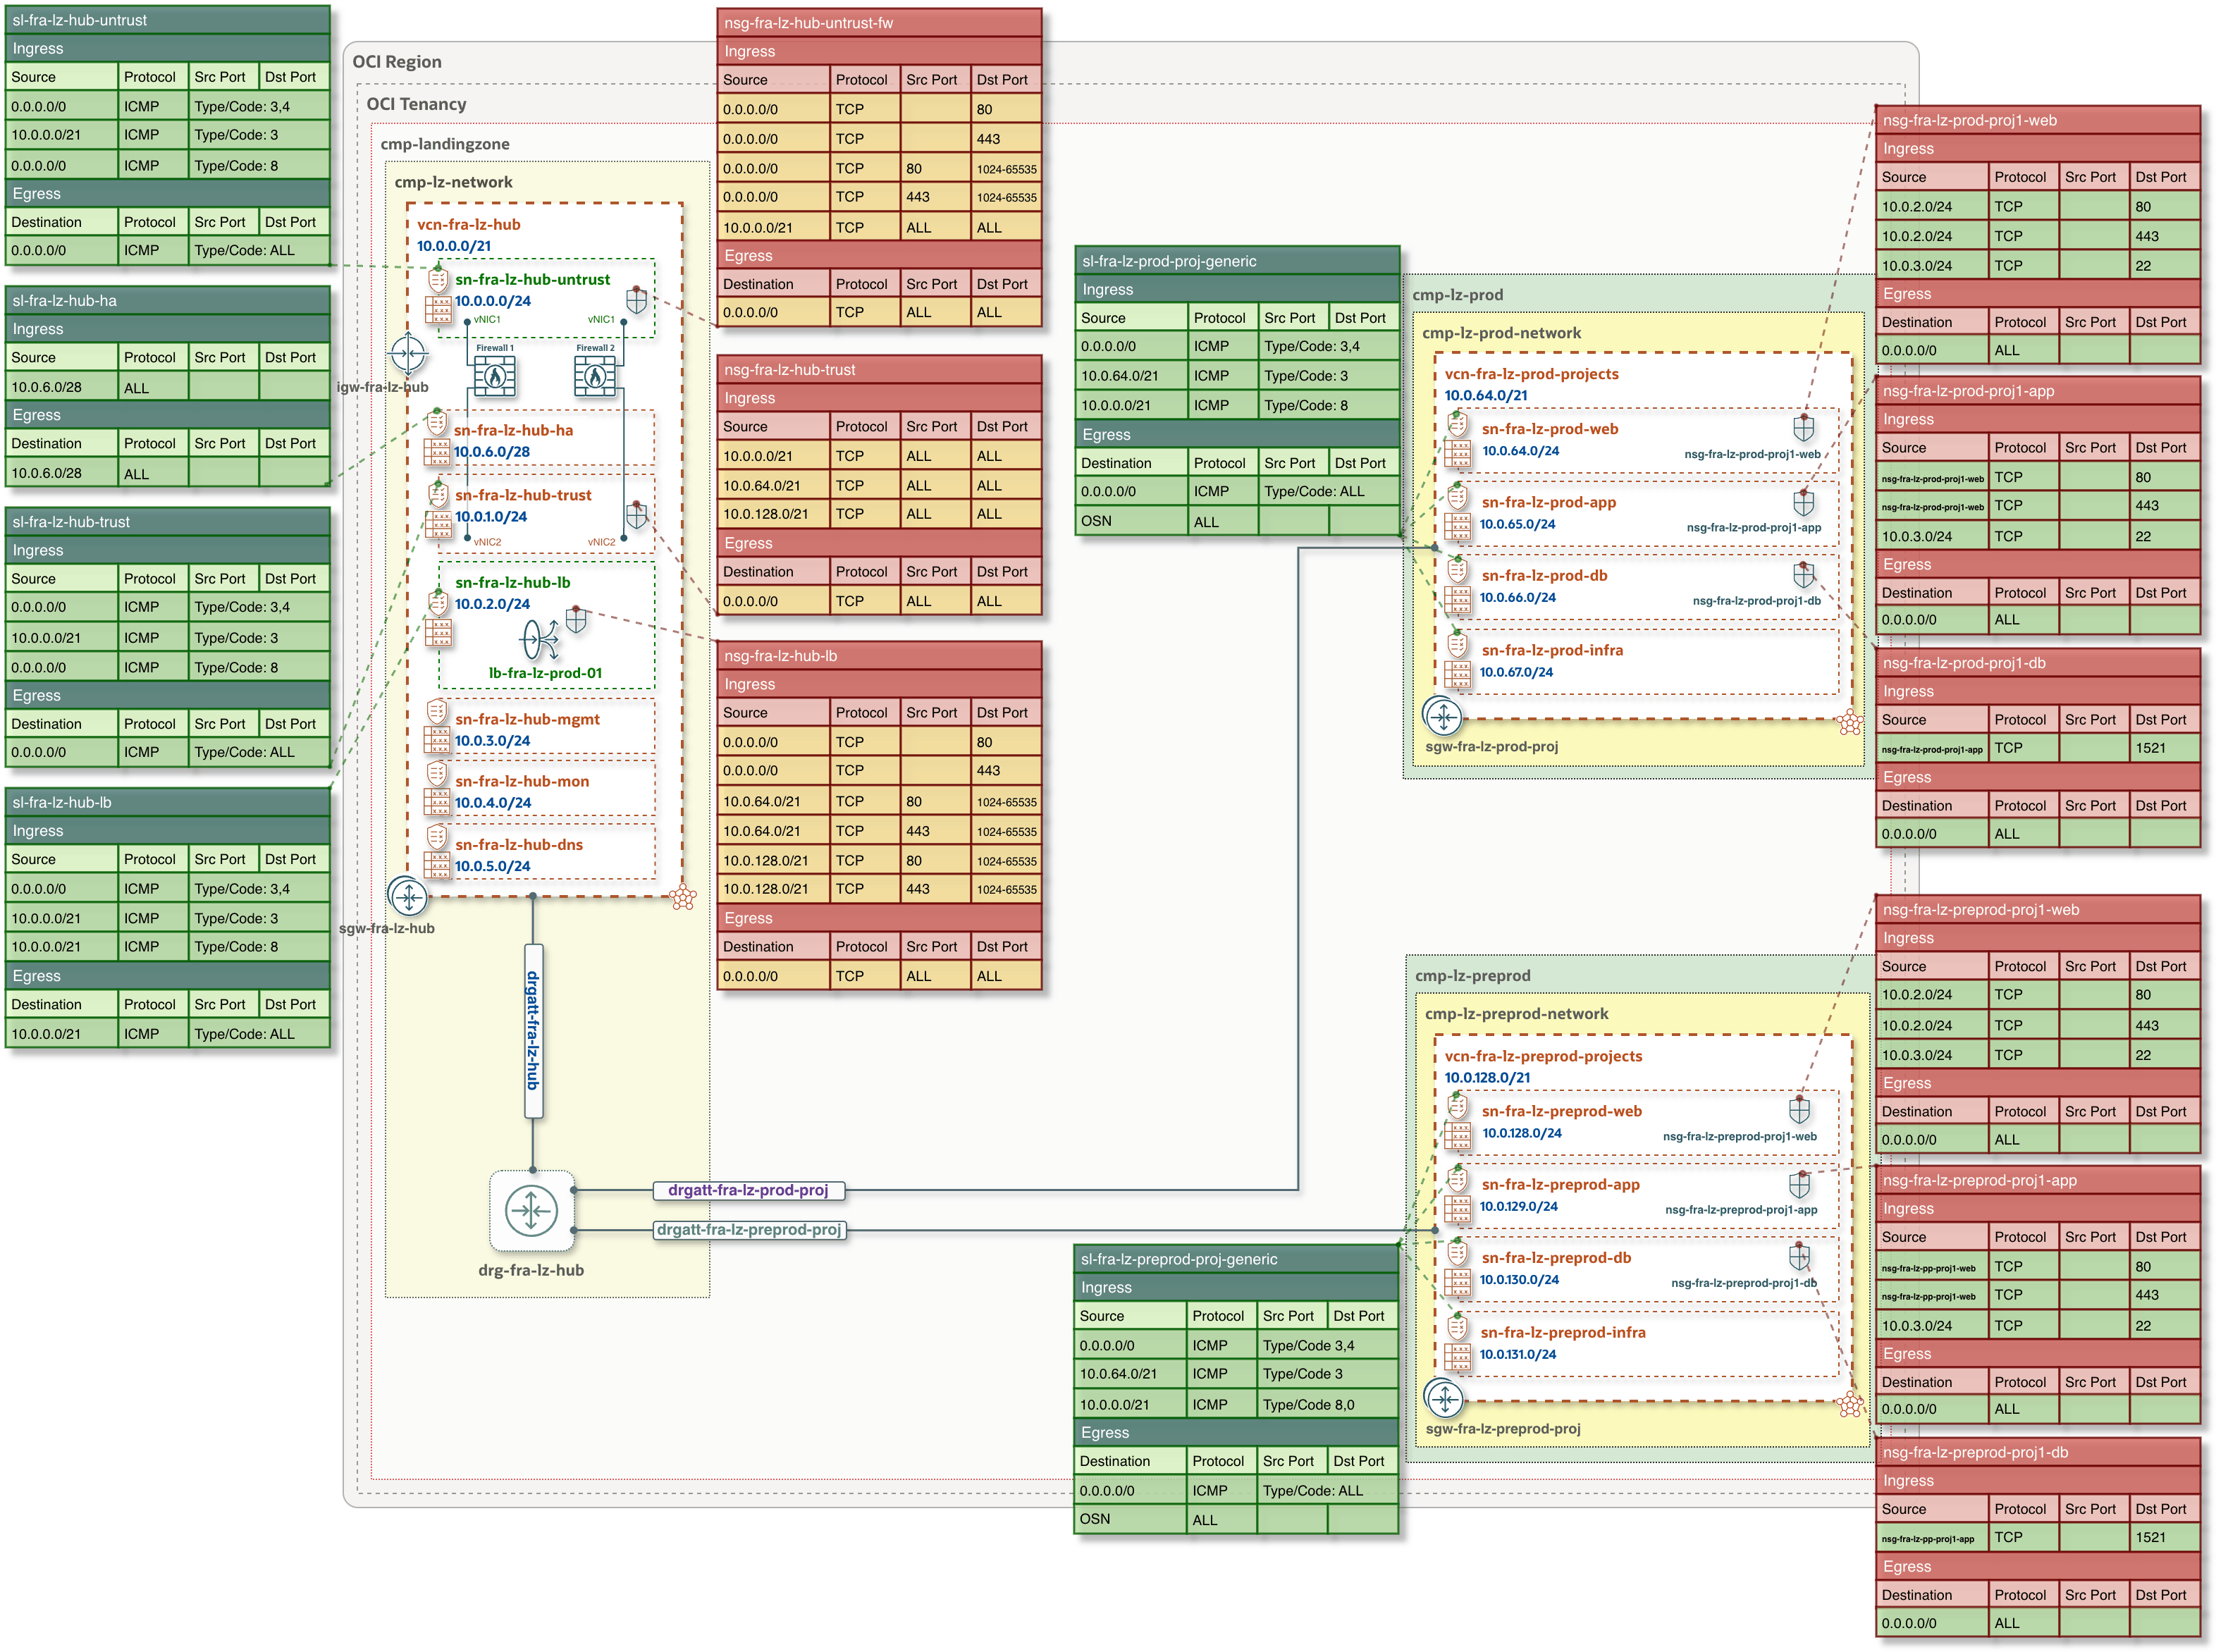 sl-fra-lz-hub-untrust
Ingress
Source Protocol Src Port Dst Port
0.0.0.0/0 ICMP Type/Code: 3,4
10.0.0.0/21 ICMP Type/Code: 3
0.0.0.0/0 ICMP Type/Code: 8
Egress
Destination Protocol Src Port Dst Port
0.0.0.0/0 ICMP Type/Code: ALL
sl-fra-lz-hub-ha
Ingress
Source Protocol Src Port Dst Port
10.0.6.0/28 ALL
Egress
Destination Protocol Src Port Dst Port
10.0.6.0/28 ALL
sl-fra-lz-hub-trust
Ingress
Source Protocol Src Port Dst Port
0.0.0.0/0 ICMP Type/Code: 3,4
10.0.0.0/21 ICMP Type/Code: 3
0.0.0.0/0 ICMP Type/Code: 8
Egress
Destination Protocol Src Port Dst Port
0.0.0.0/0 ICMP Type/Code: ALL
sl-fra-lz-hub-lb
Ingress
Source Protocol Src Port Dst Port
0.0.0.0/0 ICMP Type/Code: 3,4
10.0.0.0/21 ICMP Type/Code: 3
10.0.0.0/21 ICMP Type/Code: 8
Egress
Destination Protocol Src Port Dst Port
10.0.0.0/21 ICMP Type/Code: ALL
OCI Region
OCI Tenancy
cmp-landingzone
cmp-lz-network
vcn-fra-lz-hub
10.0.0.0/21
sn-fra-lz-hub-untrust
10.0.0.0/24
vNIC1 vNIC1
Firewall 1 Firewall 2
igw-fra-lz-hub
sn-fra-lz-hub-ha
10.0.6.0/28
sn-fra-lz-hub-trust
10.0.1.0/24
vNIC2 vNIC2
sn-fra-lz-hub-lb
10.0.2.0/24
lb-fra-lz-prod-01
sn-fra-lz-hub-mgmt
10.0.3.0/24
sn-fra-lz-hub-mon
10.0.4.0/24
sn-fra-lz-hub-dns
10.0.5.0/24
sgw-fra-lz-hub
drgatt-fra-lz-hub
drgatt-fra-lz-prod-proj
drgatt-fra-lz-preprod-proj
drg-fra-lz-hub
nsg-fra-lz-hub-untrust-fw
Ingress
Source Protocol Src Port Dst Port
0.0.0.0/0 TCP 80
0.0.0.0/0 TCP 443
0.0.0.0/0 TCP 80 1024-65535
0.0.0.0/0 TCP 443 1024-65535
10.0.0.0/21 TCP ALL ALL
Egress
Destination Protocol Src Port Dst Port
0.0.0.0/0 TCP ALL ALL
nsg-fra-lz-hub-trust
Ingress
Source Protocol Src Port Dst Port
10.0.0.0/21 TCP ALL ALL
10.0.64.0/21 TCP ALL ALL
10.0.128.0/21 TCP ALL ALL
Egress
Destination Protocol Src Port Dst Port
0.0.0.0/0 TCP ALL ALL
nsg-fra-lz-hub-lb
Ingress
Source Protocol Src Port Dst Port
0.0.0.0/0 TCP 80
0.0.0.0/0 TCP 443
10.0.64.0/21 TCP 80 1024-65535
10.0.64.0/21 TCP 443 1024-65535
10.0.128.0/21 TCP 80 1024-65535
10.0.128.0/21 TCP 443 1024-65535
Egress
Destination Protocol Src Port Dst Port
0.0.0.0/0 TCP ALL ALL
sl-fra-lz-prod-proj-generic
Ingress
Source Protocol Src Port Dst Port
0.0.0.0/0 ICMP Type/Code: 3,4
10.0.64.0/21 ICMP Type/Code: 3
10.0.0.0/21 ICMP Type/Code: 8
Egress
Destination Protocol Src Port Dst Port
0.0.0.0/0 ICMP Type/Code: ALL
OSN ALL
cmp-lz-prod
cmp-lz-prod-network
vcn-fra-lz-prod-projects
10.0.64.0/21
sn-fra-lz-prod-web
10.0.64.0/24
nsg-fra-lz-prod-proj1-web
sn-fra-lz-prod-app
10.0.65.0/24
nsg-fra-lz-prod-proj1-app
sn-fra-lz-prod-db
10.0.66.0/24
nsg-fra-lz-prod-proj1-db
sn-fra-lz-prod-infra
10.0.67.0/24
sgw-fra-lz-prod-proj
nsg-fra-lz-prod-proj1-web
Ingress
Source Protocol Src Port Dst Port
10.0.2.0/24 TCP 80
10.0.2.0/24 TCP 443
10.0.3.0/24 TCP 22
Egress
Destination Protocol Src Port Dst Port
0.0.0.0/0 ALL
nsg-fra-lz-prod-proj1-app
Ingress
Source Protocol Src Port Dst Port
nsg-fra-lz-prod-proj1-web TCP 80
nsg-fra-lz-prod-proj1-web TCP 443
10.0.3.0/24 TCP 22
Egress
Destination Protocol Src Port Dst Port
0.0.0.0/0 ALL
nsg-fra-lz-prod-proj1-db
Ingress
Source Protocol Src Port Dst Port
nsg-fra-lz-prod-proj1-app TCP 1521
Egress
Destination Protocol Src Port Dst Port
0.0.0.0/0 ALL
sl-fra-lz-preprod-proj-generic
Ingress
Source Protocol Src Port Dst Port
0.0.0.0/0 ICMP Type/Code 3,4
10.0.64.0/21 ICMP Type/Code 3
10.0.0.0/21 ICMP Type/Code 8,0
Egress
Destination Protocol Src Port Dst Port
0.0.0.0/0 ICMP Type/Code: ALL
OSN ALL
cmp-lz-preprod
cmp-lz-preprod-network
vcn-fra-lz-preprod-projects
10.0.128.0/21
sn-fra-lz-preprod-web
10.0.128.0/24
nsg-fra-lz-preprod-proj1-web
sn-fra-lz-preprod-app
10.0.129.0/24
nsg-fra-lz-preprod-proj1-app
sn-fra-lz-preprod-db
10.0.130.0/24
nsg-fra-lz-preprod-proj1-db
sn-fra-lz-preprod-infra
10.0.131.0/24
sgw-fra-lz-preprod-proj
nsg-fra-lz-preprod-proj1-web
Ingress
Source Protocol Src Port Dst Port
10.0.2.0/24 TCP 80
10.0.2.0/24 TCP 443
10.0.3.0/24 TCP 22
Egress
Destination Protocol Src Port Dst Port
0.0.0.0/0 ALL
nsg-fra-lz-preprod-proj1-app
Ingress
Source Protocol Src Port Dst Port
nsg-fra-lz-pp-proj1-web TCP 80
nsg-fra-lz-pp-proj1-web TCP 443
10.0.3.0/24 TCP 22
Egress
Destination Protocol Src Port Dst Port
0.0.0.0/0 ALL
nsg-fra-lz-preprod-proj1-db
Ingress
Source Protocol Src Port Dst Port
nsg-fra-lz-pp-proj1-app TCP 1521
Egress
Destination Protocol Src Port Dst Port
0.0.0.0/0 ALL